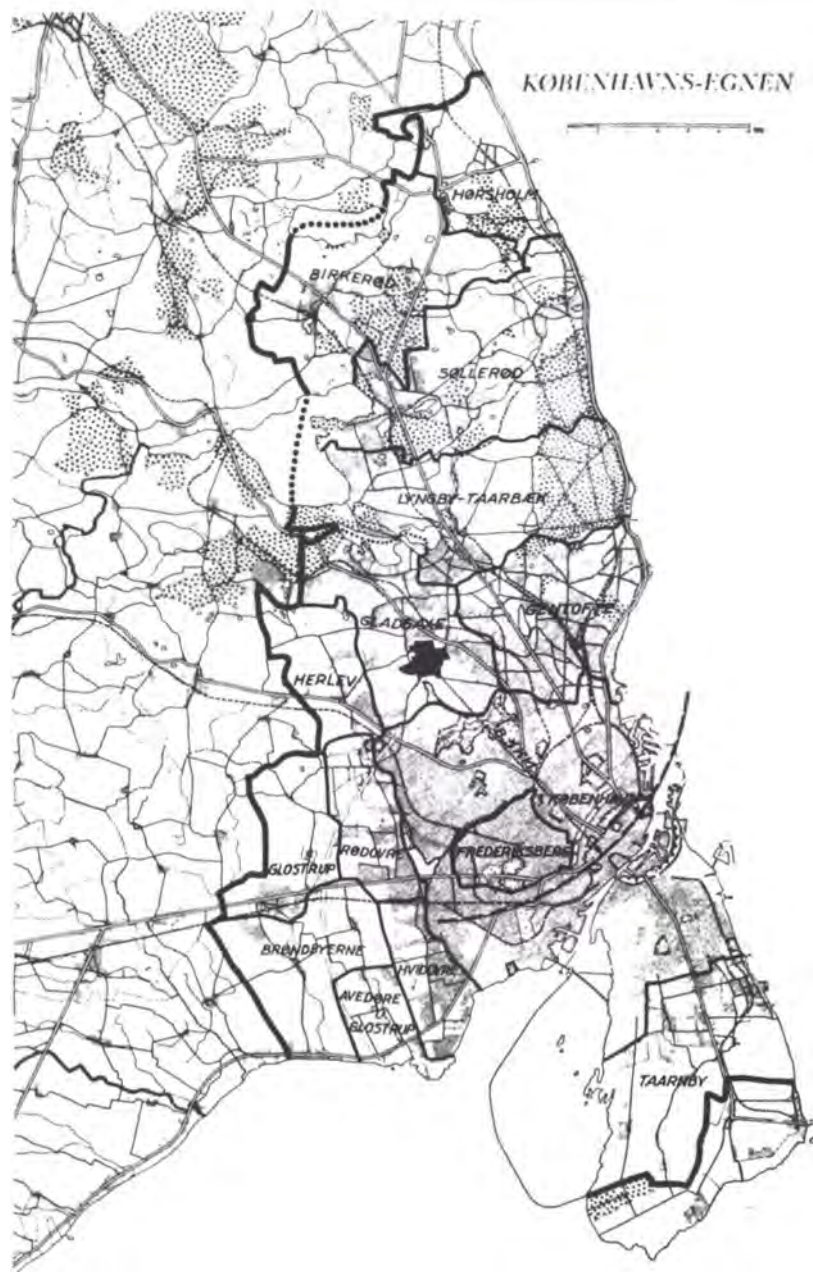 KØBENHAVNS-EGNEN
HØRSHOLM
BIRKERØD
SØLLERØD
LYNGBY-TAARBÆK
GENTOFTE
GLADSAXE
HERLEV
KØBENHAVN
RØDOVRE
FREDERIKSBERG
GLOSTRUP
BRØNDBYERNE
HVIDOVRE
AVEDØRE
GLOSTRUP
TAARNBY